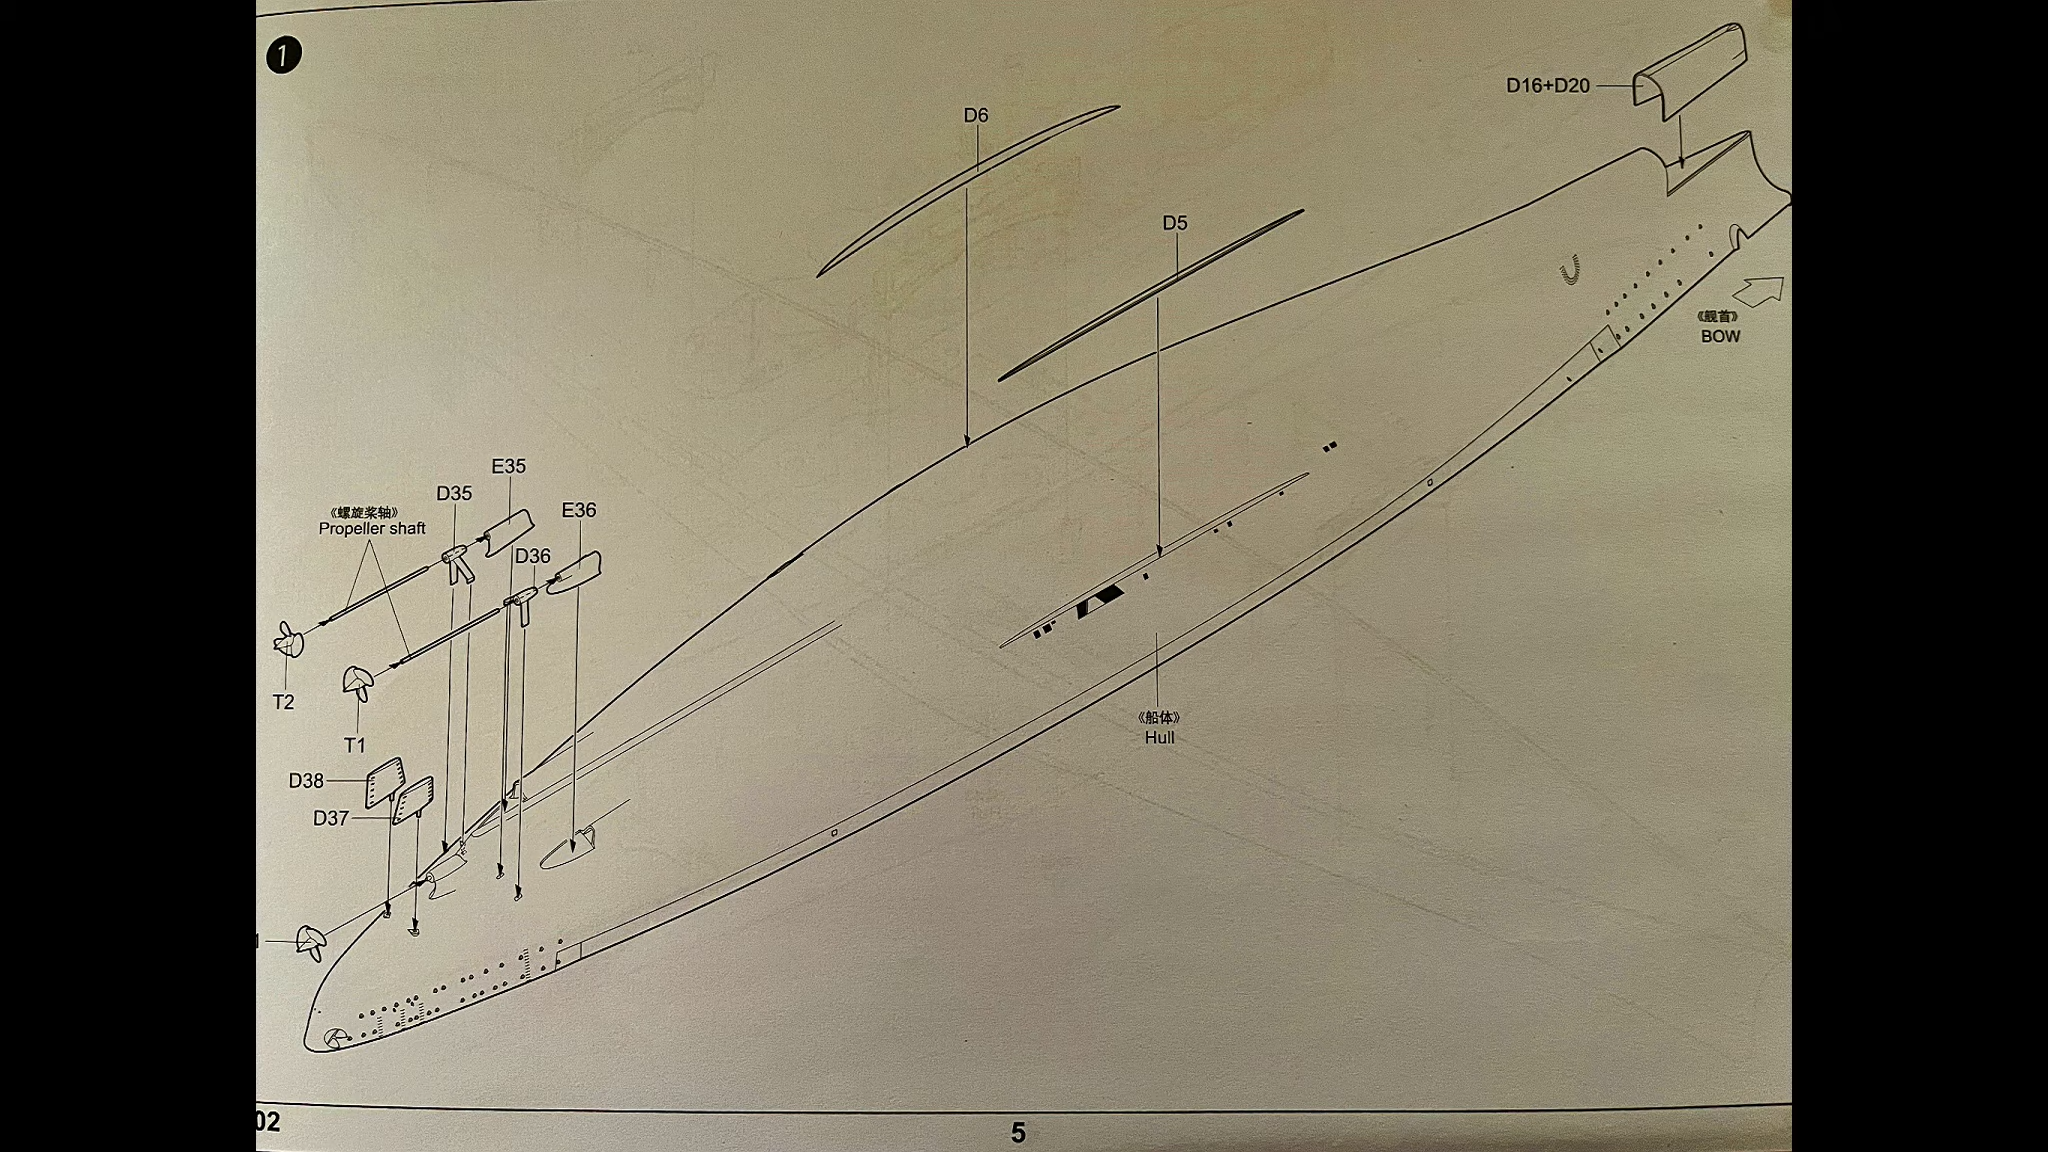 1
D16+D20
D6
D5
《舰首》
BOW
E35
D35
E36
《螺旋桨轴》
Propeller shaft
D36
T2
T1
《船体》
Hull
D38
D37
02
5